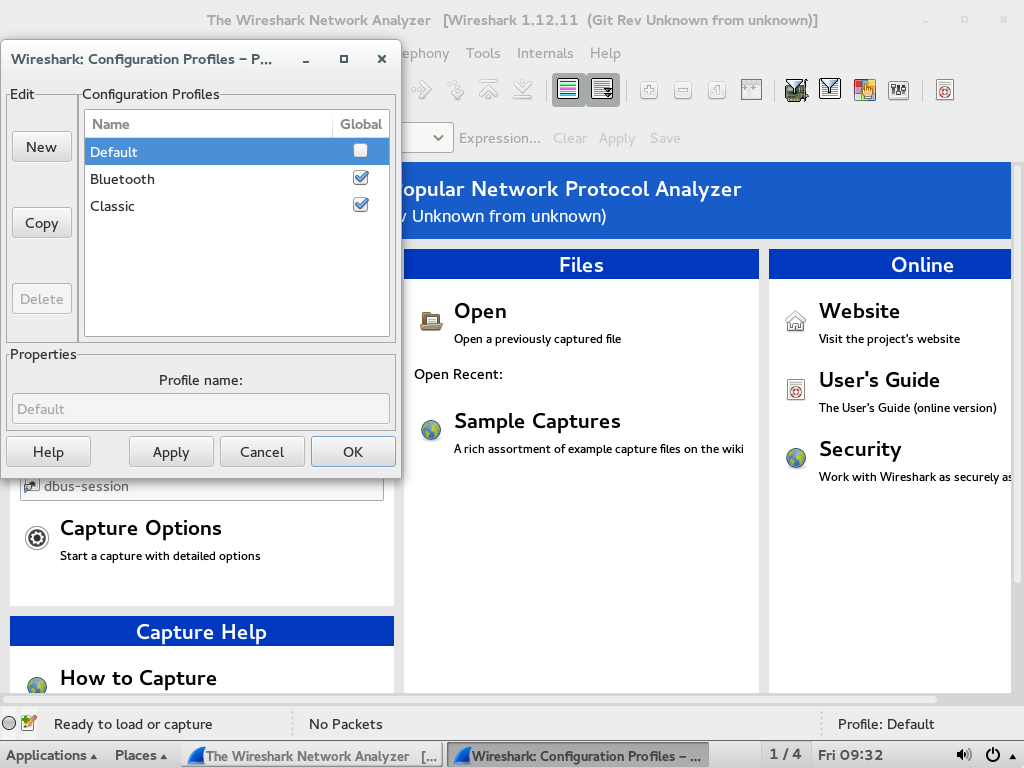 The Wireshark Network Analyzer [Wireshark 1.12.11 (Git Rev Unknown from unknown)]
Wireshark: Configuration Profiles – P...
ephony Tools Internals Help
Edit
Configuration Profiles
Name Global
New
Default
Bluetooth
Classic
Copy
Delete
Properties
Profile name:
Default
Help Apply Cancel OK
Expression... Clear Apply Save
opular Network Protocol Analyzer
v Unknown from unknown)
dbus-session
Capture Options
Start a capture with detailed options
Capture Help
How to Capture
Files
Open
Open a previously captured file
Open Recent:
Sample Captures
A rich assortment of example capture files on the wiki
Online
Website
Visit the project's website
User's Guide
The User's Guide (online version)
Security
Work with Wireshark as securely as
Ready to load or capture No Packets Profile: Default
Applications Places The Wireshark Network Analyzer [... Wireshark: Configuration Profiles – ... 1 / 4 Fri 09:32